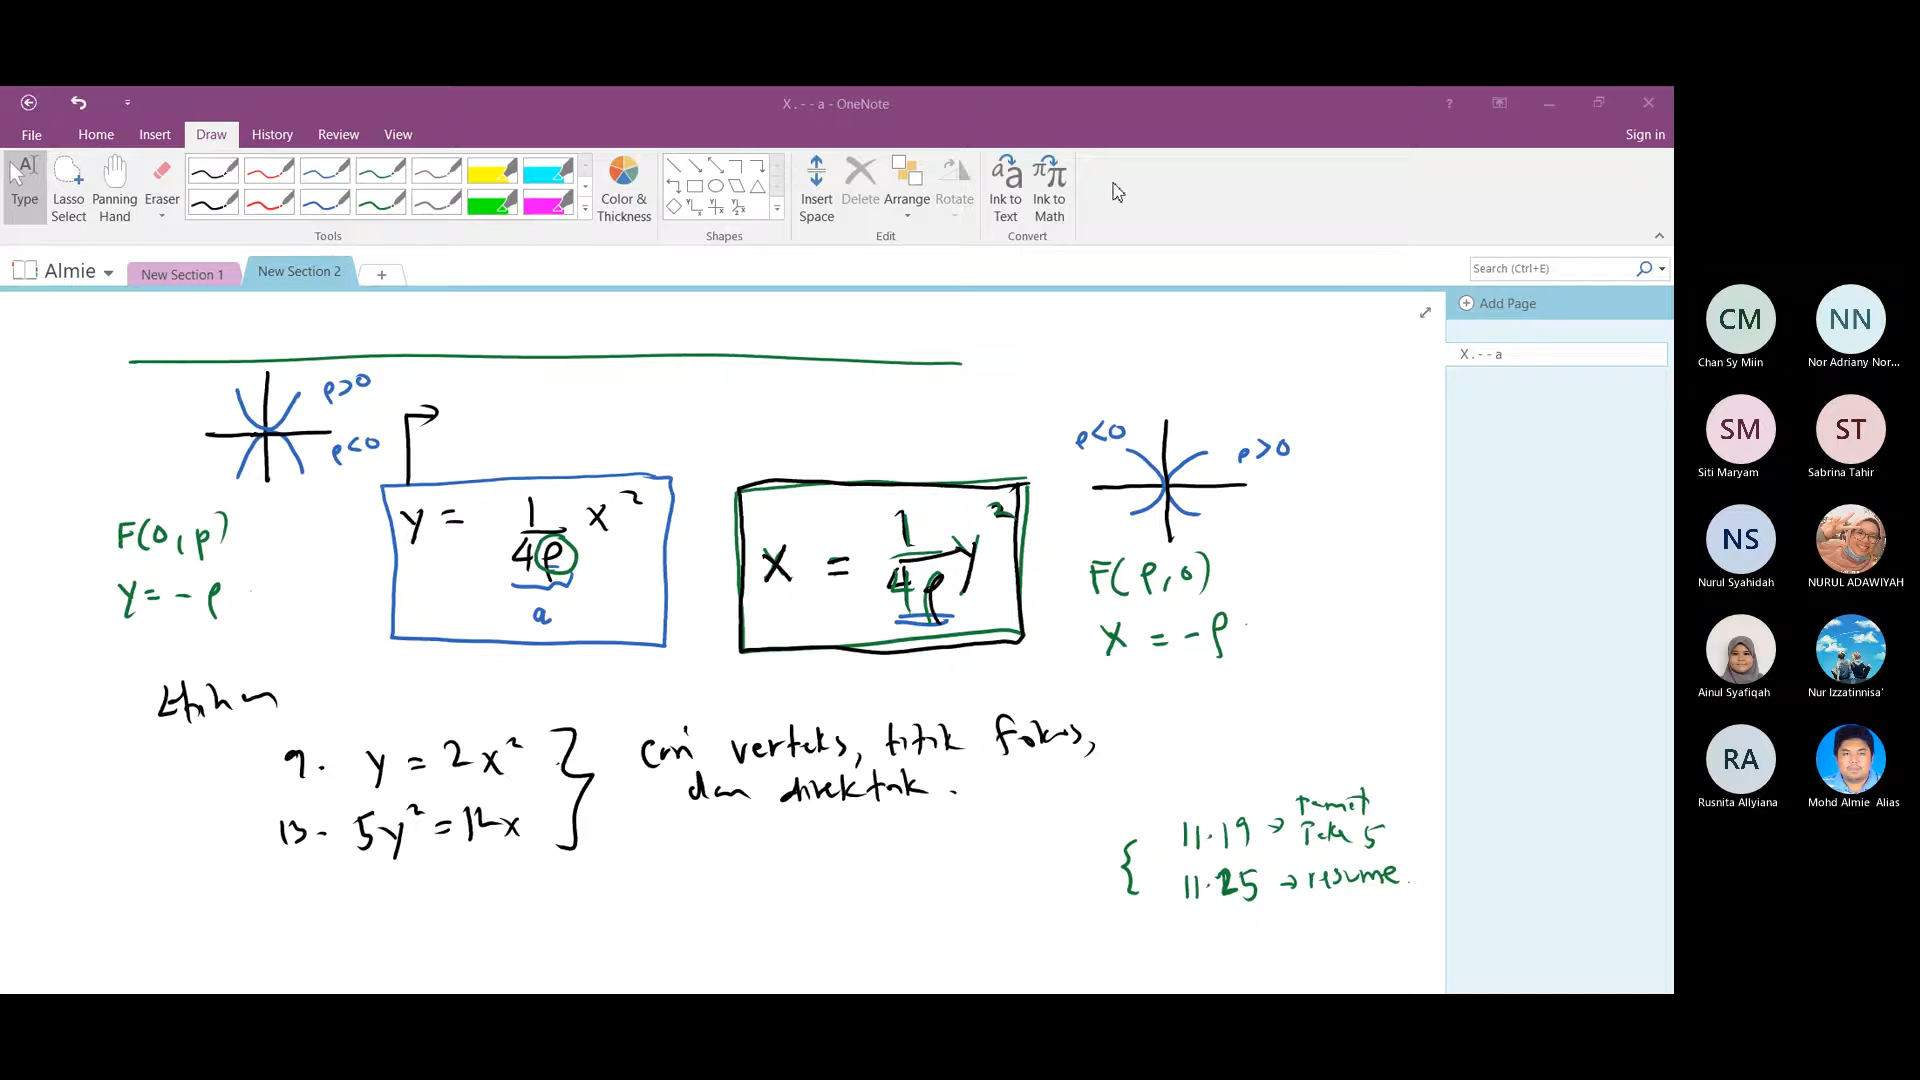 X . - - a - OneNote
?
File
Home
Insert
Draw
History
Review
View
Sign in
Type
Lasso Select
Panning Hand
Eraser
Color & Thickness
Insert Space
Delete
Arrange
Rotate
Ink to Text
Ink to Math
Tools
Shapes
Edit
Convert
Almie
New Section 1
New Section 2
+
Search (Ctrl+E)
Add Page
X . - - a
p>0
p<0
F(0, p)
y = - p
y = 1/4p x²
a
x = 1/4p y²
p<0
p>0
F(p, 0)
x = - p
9. y = 2x²
13. 5y² = 12x
Cari verteks, titik fokus,
dan direktrik.
11.19 →
5
11.25 → resume.
CM
Chan Sy Miin
NN
Nor Adriany Nor...
SM
Siti Maryam
ST
Sabrina Tahir
NS
Nurul Syahidah
NURUL ADAWIYAH
Ainul Syafiqah
Nur Izzatinnisa'
RA
Rusnita Allyiana
Mohd Almie Alias